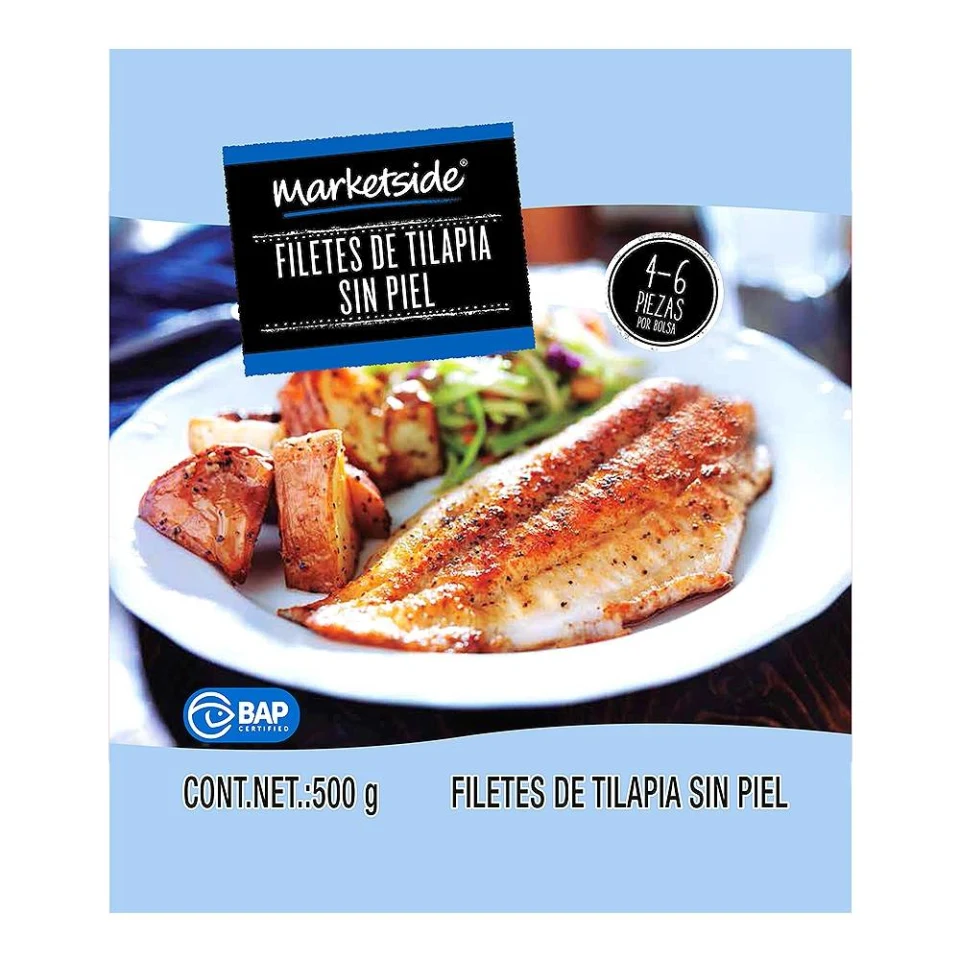 marketside®
FILETES DE TILAPIA
SIN PIEL
4–6
PIEZAS
POR BOLSA
BAP
CERTIFIED
CONT.NET.:500 g
FILETES DE TILAPIA SIN PIEL